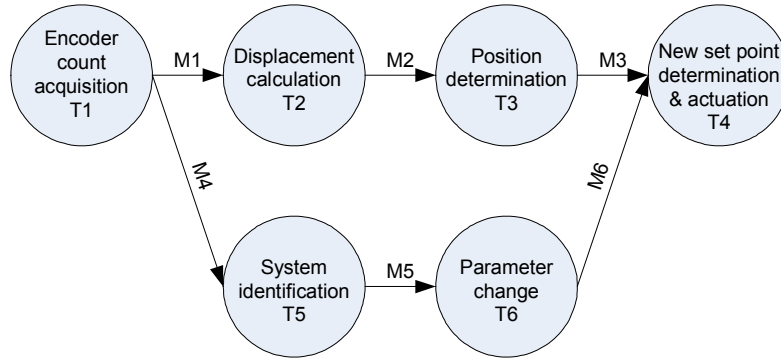 Encoder
count
acquisition
T1
M1
Displacement
calculation
T2
M2
Position
determination
T3
M3
New set point
determination
& actuation
T4
M4
M6
System
identification
T5
M5
Parameter
change
T6